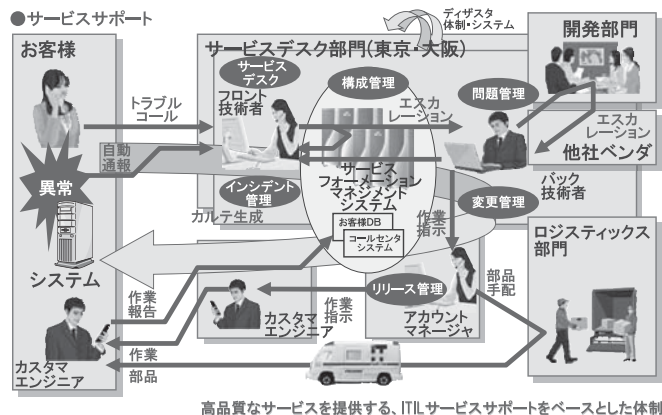 ●サービスサポート
ディザスタ
体制・システム
お客様
サービスデスク部門(東京・大阪)
開発部門
サービス
デスク
フロント
技術者
構成管理
問題管理
トラブル
コール
エスカ
レーション
エスカ
レーション
他社ベンダ
自動
通報
異常
インシデント
管理
カルテ生成
サービス
フォーメーション
マネジメント
システム
お客様DB
コールセンタ
システム
バック
技術者
変更管理
作業
指示
ロジスティックス
部門
システム
作業
報告
カスタマ
エンジニア
作業
指示
リリース管理
アカウント
マネージャ
部品
手配
カスタマ
エンジニア
作業
部品
高品質なサービスを提供する、ITILサービスサポートをベースとした体制